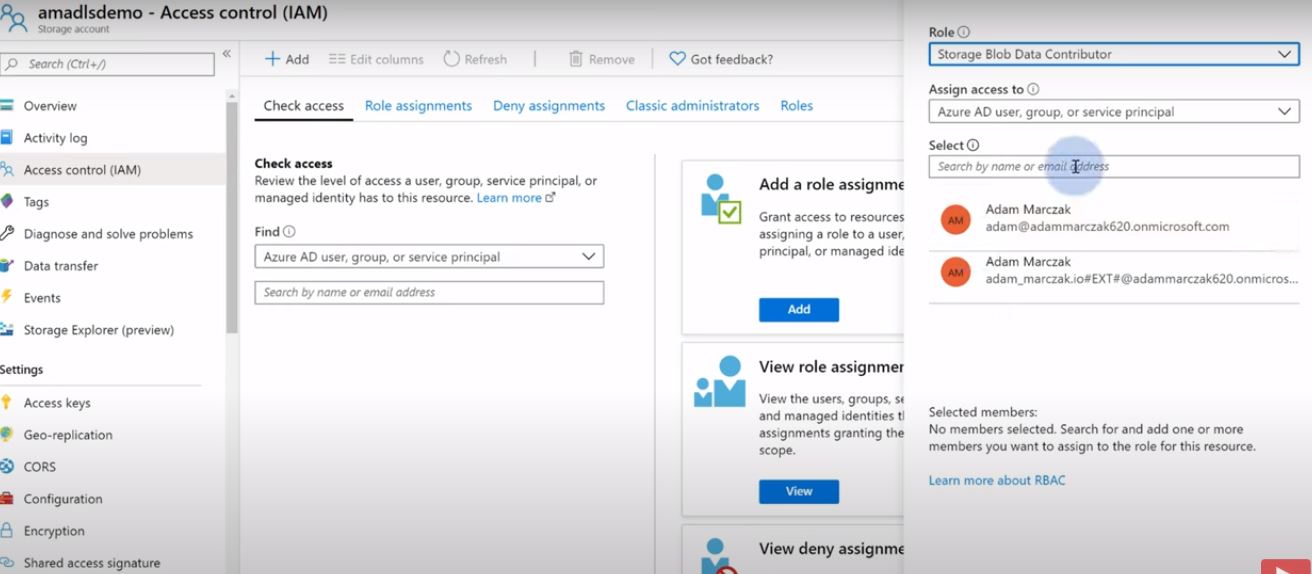 amadlsdemo - Access control (IAM)
Storage account
Search (Ctrl+/)
Overview
Activity log
Access control (IAM)
Tags
Diagnose and solve problems
Data transfer
Events
Storage Explorer (preview)
Settings
Access keys
Geo-replication
CORS
Configuration
Encryption
Shared access signature
Add
Edit columns
Refresh
Remove
Got feedback?
Check access
Role assignments
Deny assignments
Classic administrators
Roles
Check access
Review the level of access a user, group, service principal, or
managed identity has to this resource. Learn more
Find
Azure AD user, group, or service principal
Search by name or email address
Add a role assignme
Grant access to resources
assigning a role to a user,
principal, or managed ide
Add
View role assignmer
View the users, groups, se
and managed identities t
assignments granting the
scope.
View
View deny assignme
Role
Storage Blob Data Contributor
Assign access to
Azure AD user, group, or service principal
Select
Search by name or email address
AM
Adam Marczak
adam@adammarczak620.onmicrosoft.com
AM
Adam Marczak
adam_marczak.io#EXT#@adammarczak620.onmicros...
Selected members:
No members selected. Search for and add one or more
members you want to assign to the role for this resource.
Learn more about RBAC